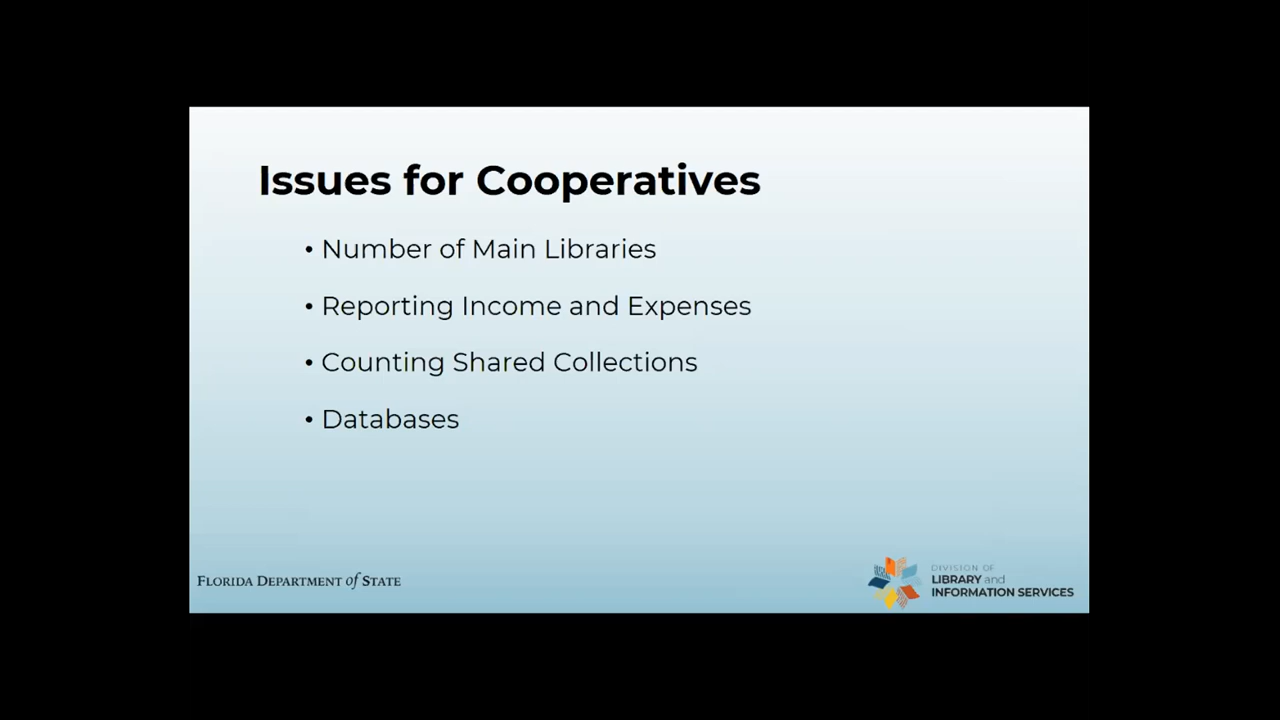 Issues for Cooperatives
• Number of Main Libraries
• Reporting Income and Expenses
• Counting Shared Collections
• Databases
FLORIDA DEPARTMENT of STATE
DIVISION OF
LIBRARY and
INFORMATION SERVICES